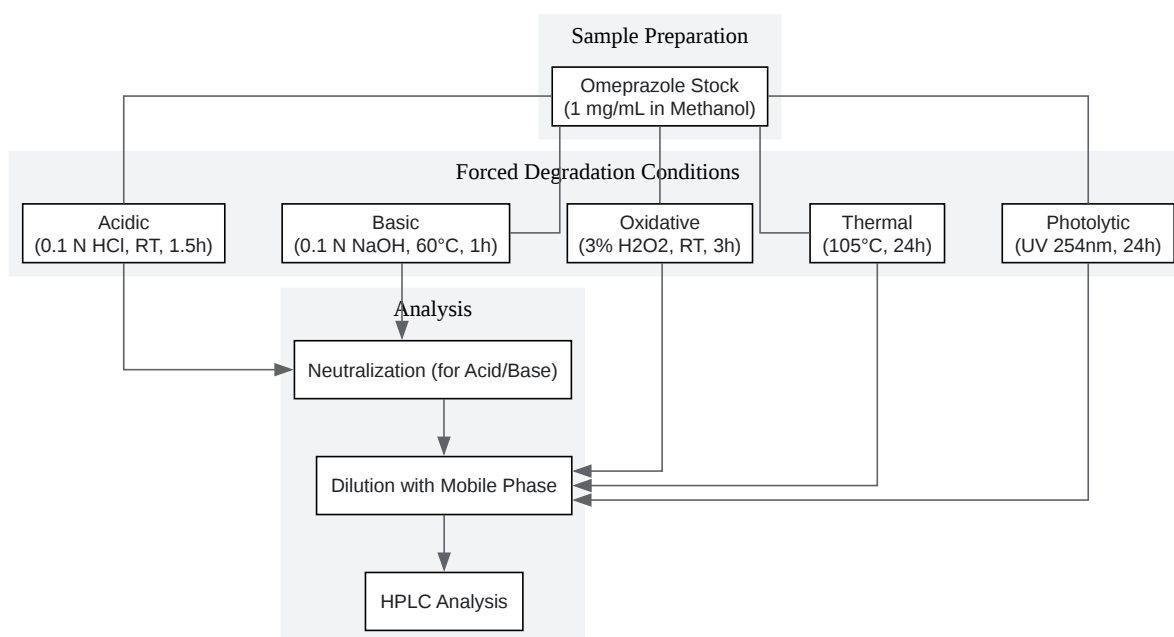 Sample Preparation
Omeprazole Stock
(1 mg/mL in Methanol)
Forced Degradation Conditions
Acidic
(0.1 N HCl, RT, 1.5h)
Basic
(0.1 N NaOH, 60°C, 1h)
Oxidative
(3% H2O2, RT, 3h)
Thermal
(105°C, 24h)
Photolytic
(UV 254nm, 24h)
Analysis
Neutralization (for Acid/Base)
Dilution with Mobile Phase
HPLC Analysis